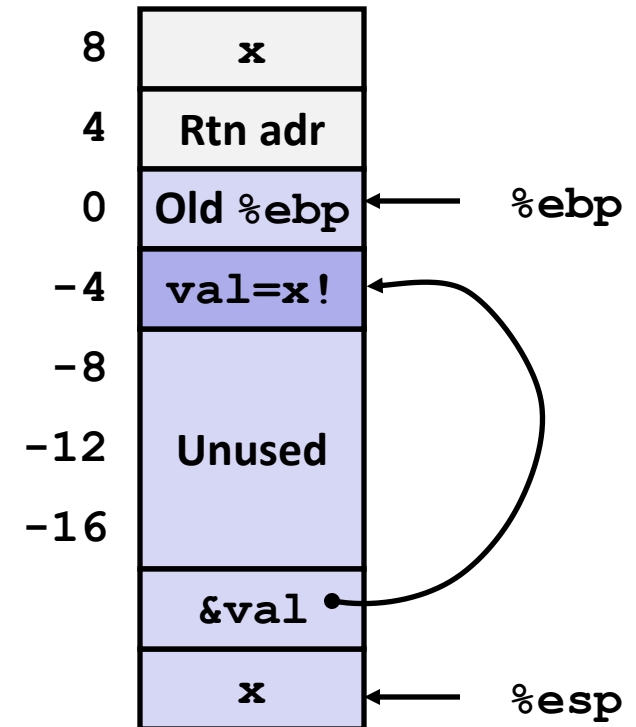 8 x
4 Rtn adr
0 Old %ebp %ebp
-4 val=x!
-8
-12 Unused
-16
&val
x %esp